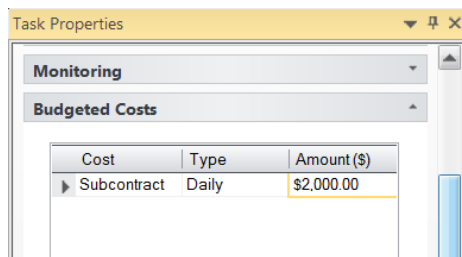 Task Properties
Monitoring
Budgeted Costs
Cost Type Amount ($)
Subcontract Daily $2,000.00